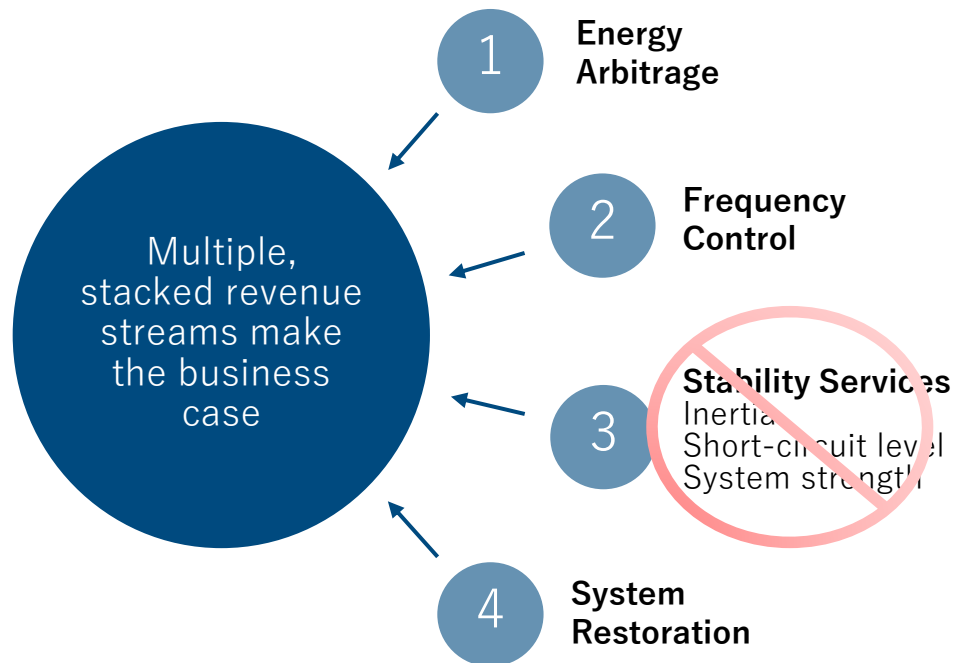 1
Energy
Arbitrage
Multiple,
stacked revenue
streams make
the business
case
2
Frequency
Control
3
Stability Services
Inertia
Short-circuit level
System strength
4
System
Restoration